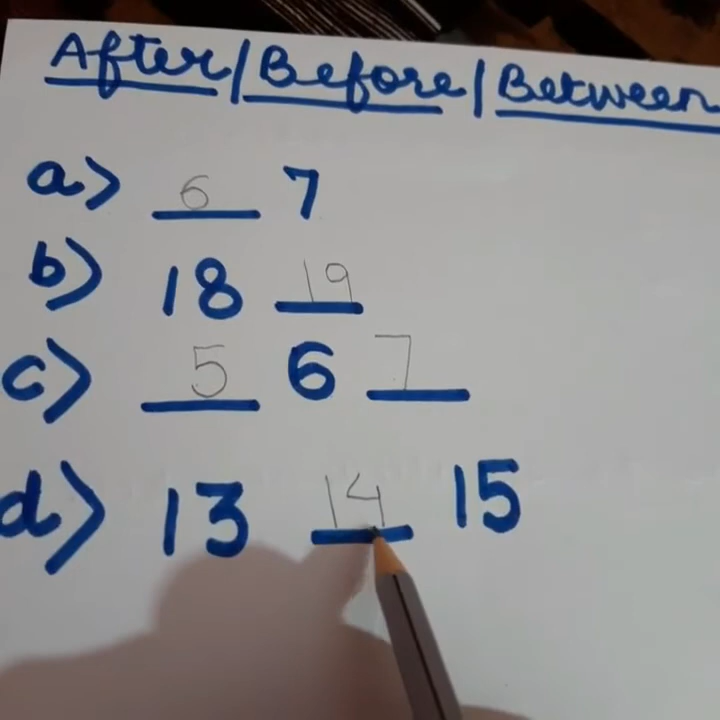 After/Before/Between
a> 6 7
b) 18 19
c) 5 6 7
d) 13 14 15